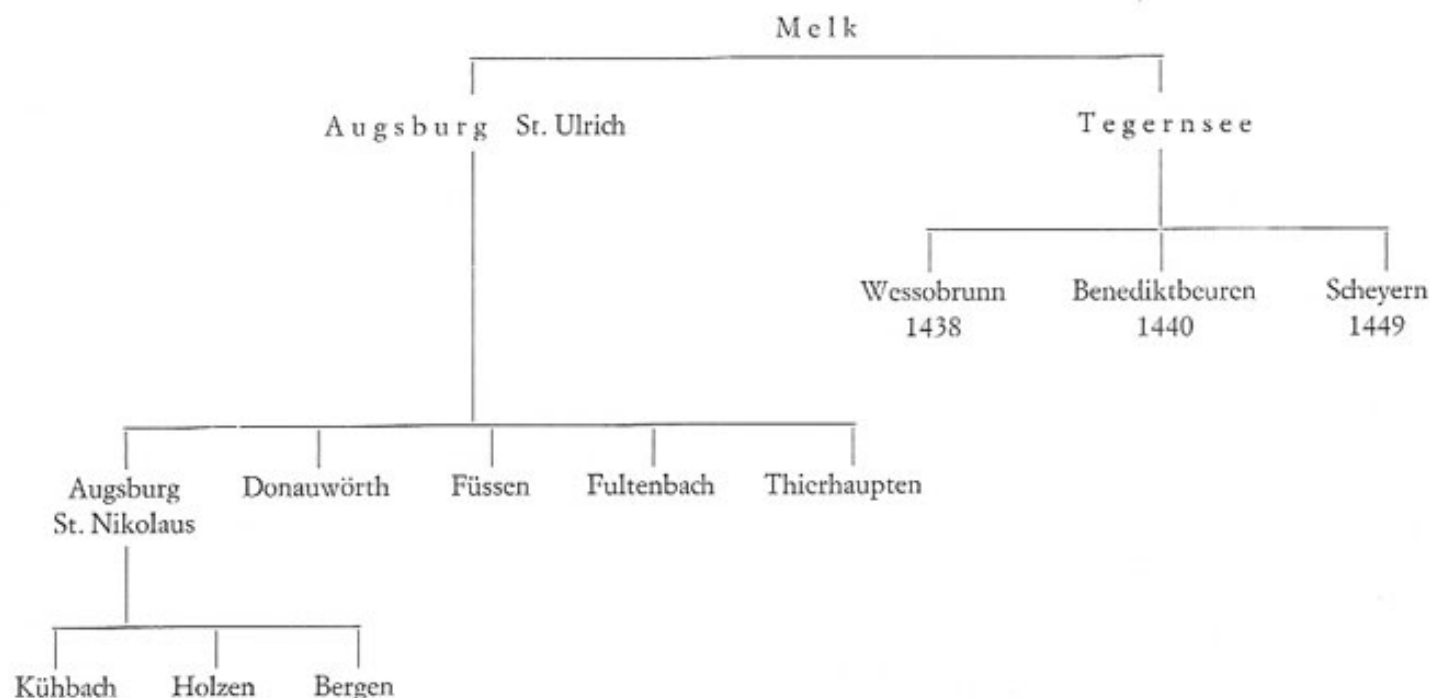 Melk
Augsburg St. Ulrich
Tegernsee
Wessobrunn
1438
Benediktbeuren
1440
Scheyern
1449
Augsburg
St. Nikolaus
Donauwörth
Füssen
Fultenbach
Thierhaupten
Kühbach
Holzen
Bergen